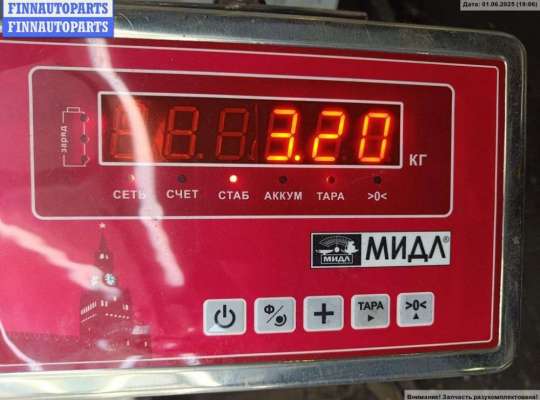 FINNAUTOPARTS
FINNAUTOPARTS
Дата: 01.06.2025 (18:06)
заряд
3.20
КГ
СЕТЬ СЧЕТ СТАБ АККУМ ТАРА >0<
МИДЛ МИДЛ®
Ф/ + ТАРА >0<
Внимание! Запчасть разукомплектована!